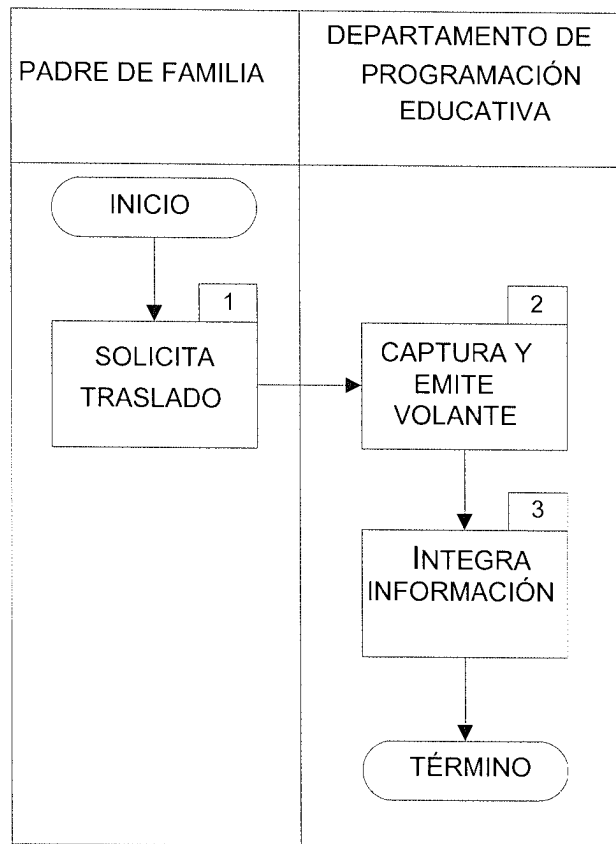 PADRE DE FAMILIA
DEPARTAMENTO DE
PROGRAMACIÓN
EDUCATIVA
INICIO
1
SOLICITA
TRASLADO
2
CAPTURA Y
EMITE
VOLANTE
3
INTEGRA
INFORMACIÓN
TÉRMINO